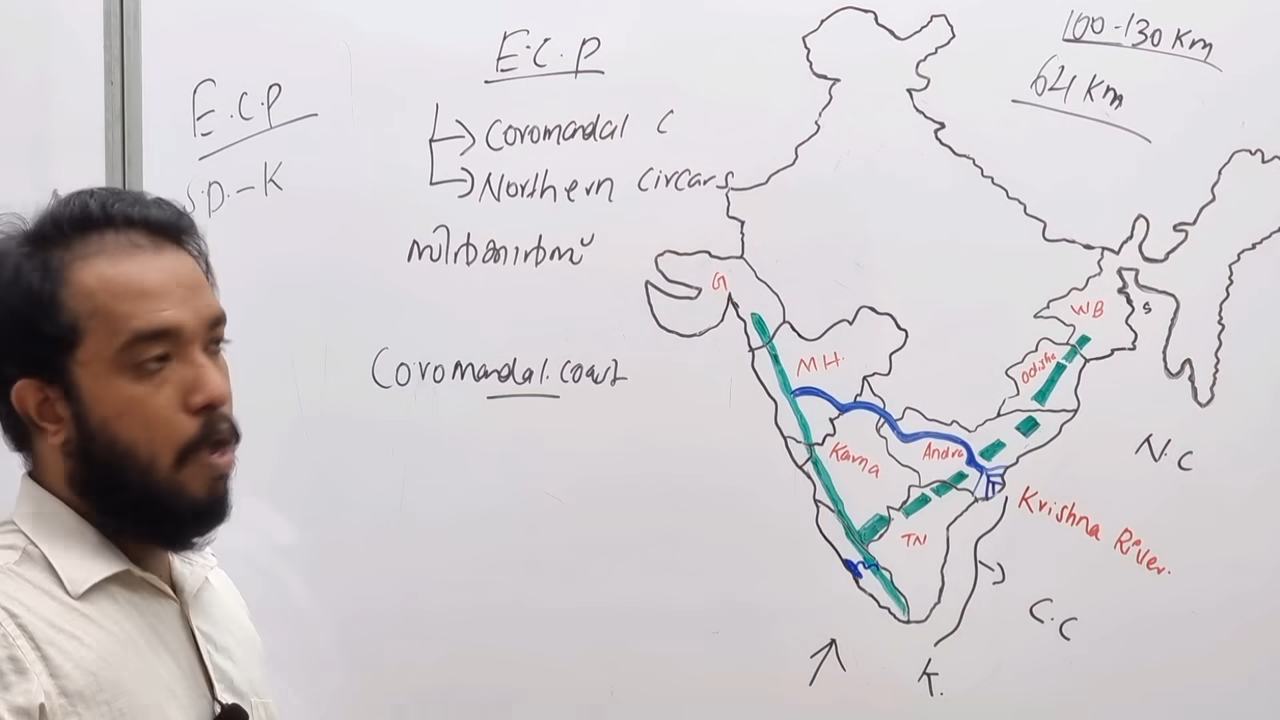 E.C.P
S.D.-K
E.C.P
Coromandal C
Northern Circars
സിർക്കാർസ്
Coromandal. coast
100-130 Km
64 Km
G
MH.
Karna
Andra
TN
Odisha
WB
S
N.C
Krishna River.
C.C
K.